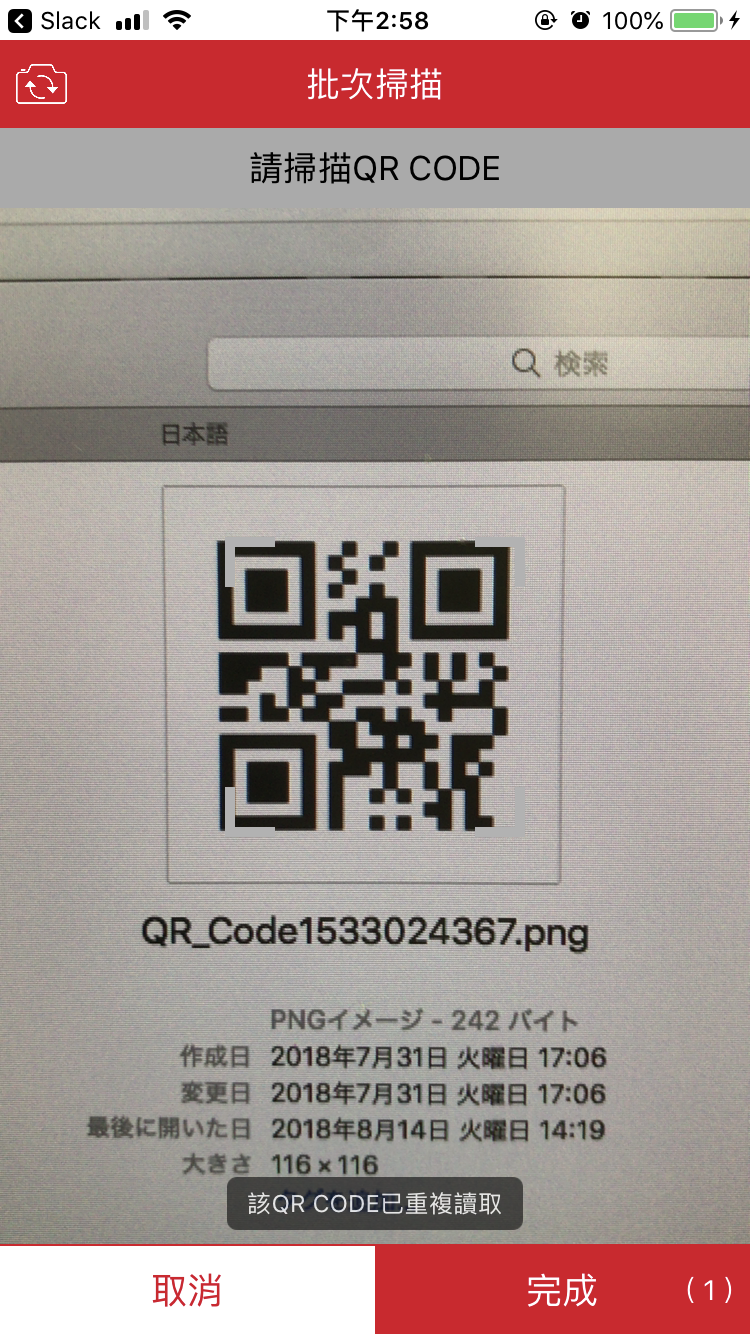 Slack 下午2:58 100%
批次掃描
請掃描QR CODE
検索
日本語
QR_Code1533024367.png
PNGイメージ - 242 バイト
作成日 2018年7月31日 火曜日 17:06
変更日 2018年7月31日 火曜日 17:06
最後に開いた日 2018年8月14日 火曜日 14:19
大きさ 116 × 116
該QR CODE已重複讀取
取消 完成 (1)